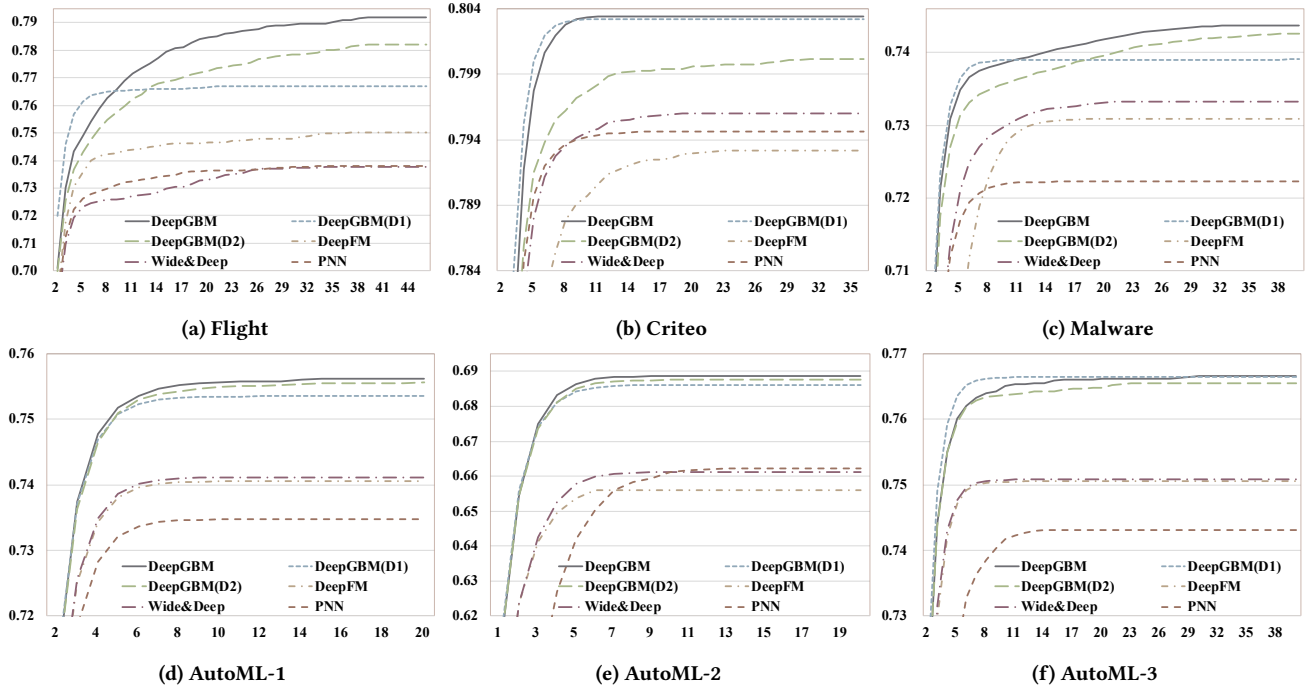 0.79
0.78
0.77
0.76
0.75
0.74
0.73
0.72
0.71
0.70
DeepGBM DeepGBM(D1)
DeepGBM(D2) DeepFM
Wide&Deep PNN
2 5 8 11 14 17 20 23 26 29 32 35 38 41 44
(a) Flight
0.804
0.799
0.794
0.789
0.784
DeepGBM DeepGBM(D1)
DeepGBM(D2) DeepFM
Wide&Deep PNN
2 5 8 11 14 17 20 23 26 29 32 35
(b) Criteo
0.74
0.73
0.72
0.71
DeepGBM DeepGBM(D1)
DeepGBM(D2) DeepFM
Wide&Deep PNN
2 5 8 11 14 17 20 23 26 29 32 35 38
(c) Malware
0.76
0.75
0.74
0.73
0.72
DeepGBM DeepGBM(D1)
DeepGBM(D2) DeepFM
Wide&Deep PNN
2 4 6 8 10 12 14 16 18 20
(d) AutoML-1
0.69
0.68
0.67
0.66
0.65
0.64
0.63
0.62
DeepGBM DeepGBM(D1)
DeepGBM(D2) DeepFM
Wide&Deep PNN
1 3 5 7 9 11 13 15 17 19
(e) AutoML-2
0.77
0.76
0.75
0.74
0.73
DeepGBM DeepGBM(D1)
DeepGBM(D2) DeepFM
Wide&Deep PNN
2 5 8 11 14 17 20 23 26 29 32 35 38
(f) AutoML-3